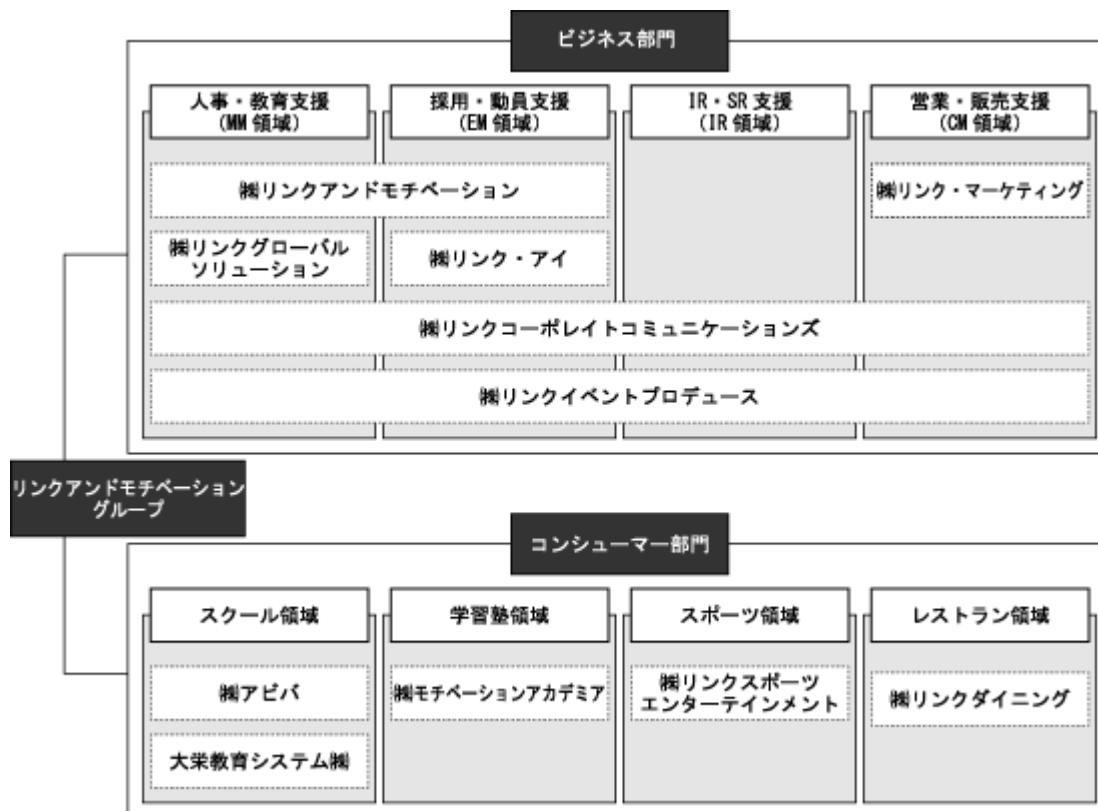 ビジネス部門
人事・教育支援
(MM 領域)
採用・動員支援
(EM 領域)
IR・SR 支援
(IR 領域)
営業・販売支援
(CM 領域)
㈱リンクアンドモチベーション
㈱リンク・マーケティング
㈱リンクグローバル
ソリューション
㈱リンク・アイ
㈱リンクコーポレイトコミュニケーションズ
㈱リンクイベントプロデュース
リンクアンドモチベーション
グループ
コンシューマー部門
スクール領域
学習塾領域
スポーツ領域
レストラン領域
㈱アビバ
㈱モチベーションアカデミア
㈱リンクスポーツ
エンターテインメント
㈱リンクダイニング
大栄教育システム㈱